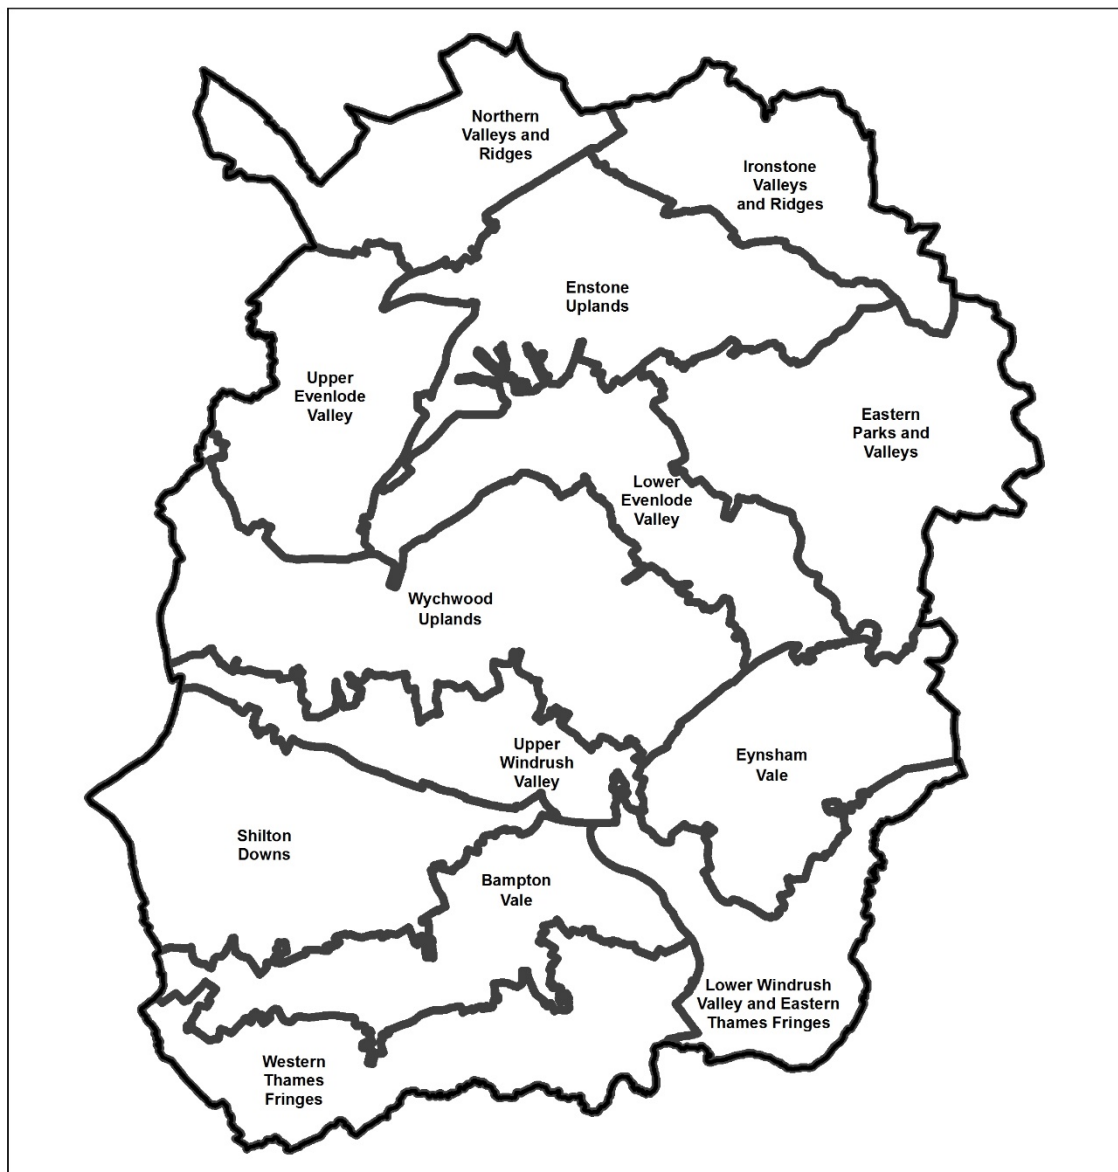 Northern
Valleys and
Ridges
Ironstone
Valleys
and Ridges
Enstone
Uplands
Upper
Evenlode
Valley
Eastern
Parks and
Valleys
Lower
Evenlode
Valley
Wychwood
Uplands
Upper
Windrush
Valley
Eynsham
Vale
Shilton
Downs
Bampton
Vale
Lower Windrush
Valley and Eastern
Thames Fringes
Western
Thames
Fringes